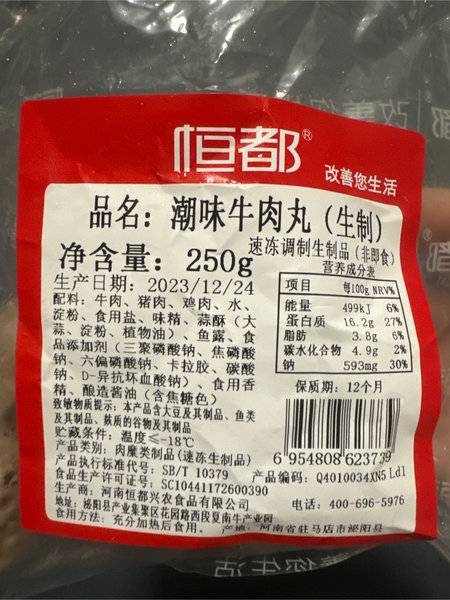 恒都®
改善您生活
品名：潮味牛肉丸（生制）
净含量：250g
速冻调制生制品（非即食）
生产日期：2023/12/24
配料：牛肉、猪肉、鸡肉、水、
淀粉、食用盐、味精、蒜酥（大
蒜、淀粉、植物油）、鱼露、食
品添加剂（三聚磷酸钠、焦磷酸
钠、六偏磷酸钠、卡拉胶、碳酸
钠、D-异抗坏血酸钠）、食用香
精、酿造酱油（含焦糖色）
致敏物质提示：本产品含大豆及其制品、鱼类
及其制品、麸质的谷物及其制品
贮藏条件：温度≤-18℃
产品类别：肉糜类制品(速冻生制品)
产品执行标准代号：SB/T 10379
食品生产许可证号：SC10441172600390
生产商：河南恒都兴农食品有限公司
地址：泌阳县产业集聚区花园路西段夏南牛产业园
食用方法：充分加热后食用。
产地：河南省驻马店市泌阳县
营养成分表
项目 每100g NRV%
能量 499kJ 6%
蛋白质 16.2g 27%
脂肪 3.8g 6%
碳水化合物 4.9g 2%
钠 593mg 30%
保质期：12个月
6 954808 623739
产品编码：Q4010034XN5 Ld1
电话：400-696-5976